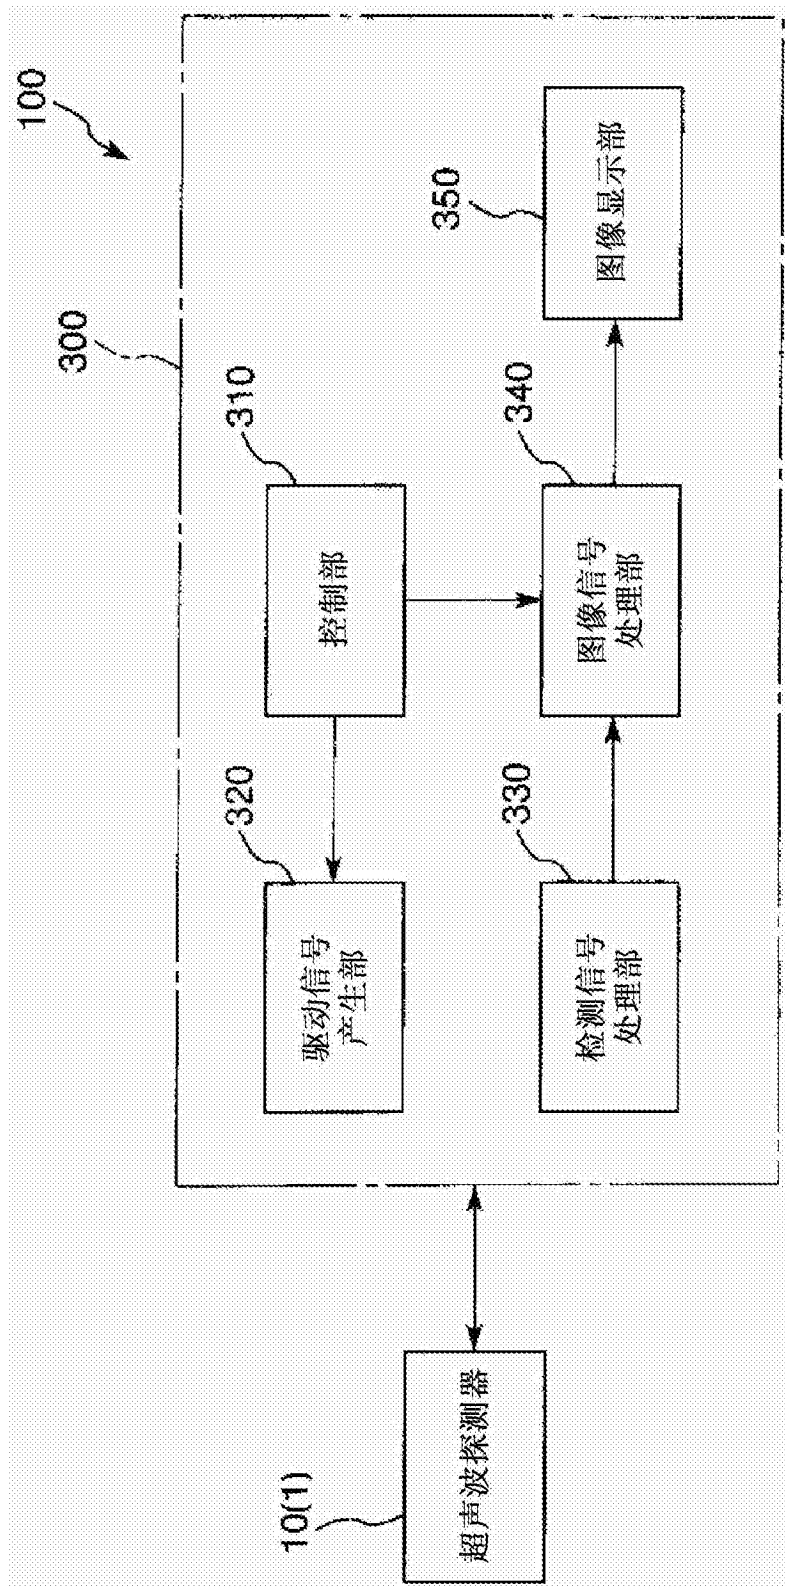 100
300
310
控制部
320
驱动信号
产生部
350
图像显示部
340
图像信号
处理部
330
检测信号
处理部
10(1)
超声波探测器